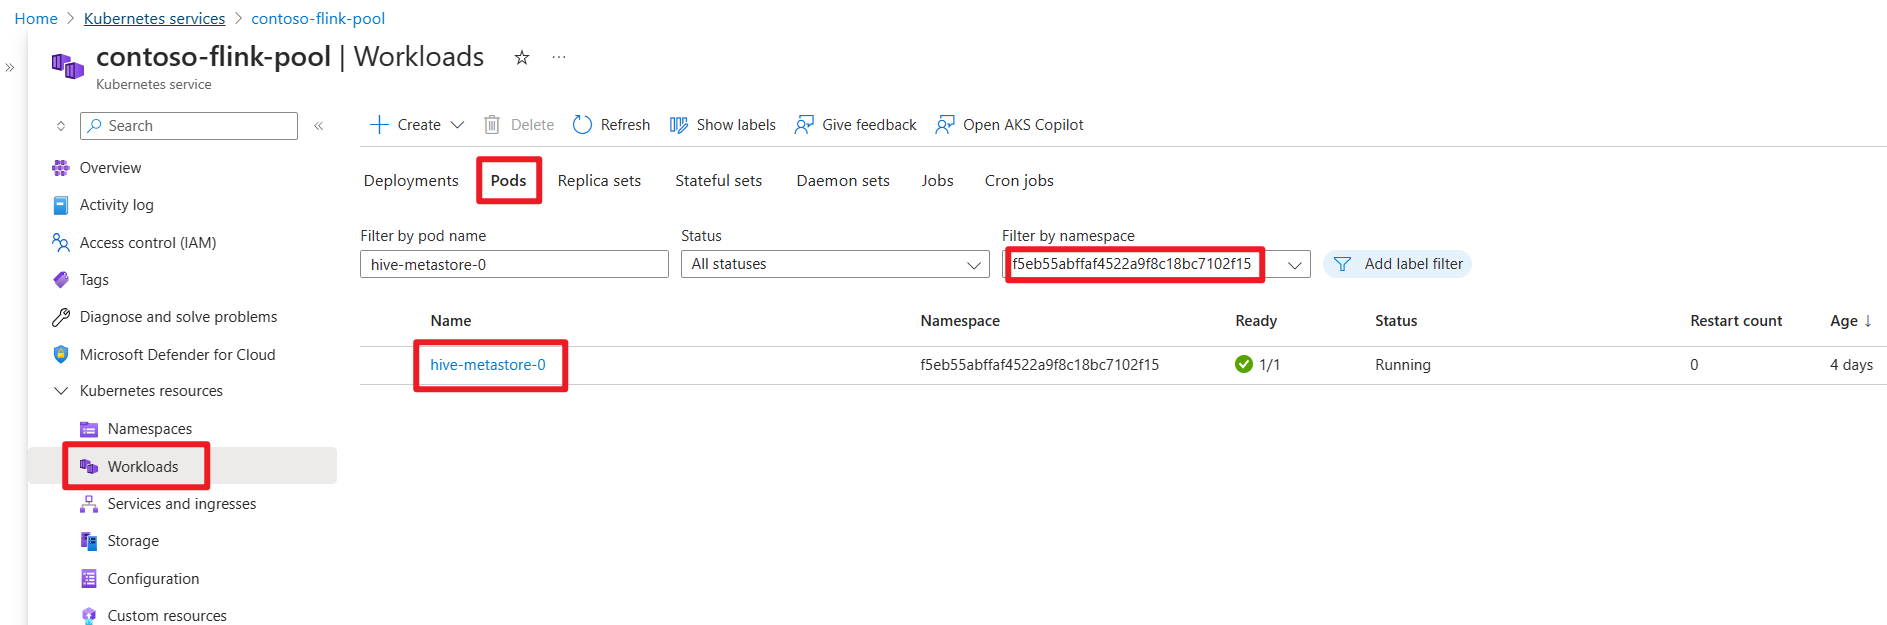 Home > Kubernetes services > contoso-flink-pool
contoso-flink-pool | Workloads
Kubernetes service
Search
Overview
Activity log
Access control (IAM)
Tags
Diagnose and solve problems
Microsoft Defender for Cloud
Kubernetes resources
Namespaces
Workloads
Services and ingresses
Storage
Configuration
Custom resources
Create Delete Refresh Show labels Give feedback Open AKS Copilot
Deployments Pods Replica sets Stateful sets Daemon sets Jobs Cron jobs
Filter by pod name Status Filter by namespace
hive-metastore-0 All statuses f5eb55abffaf4522a9f8c18bc7102f15 Add label filter
Name Namespace Ready Status Restart count Age ↓
hive-metastore-0 f5eb55abffaf4522a9f8c18bc7102f15 1/1 Running 0 4 days